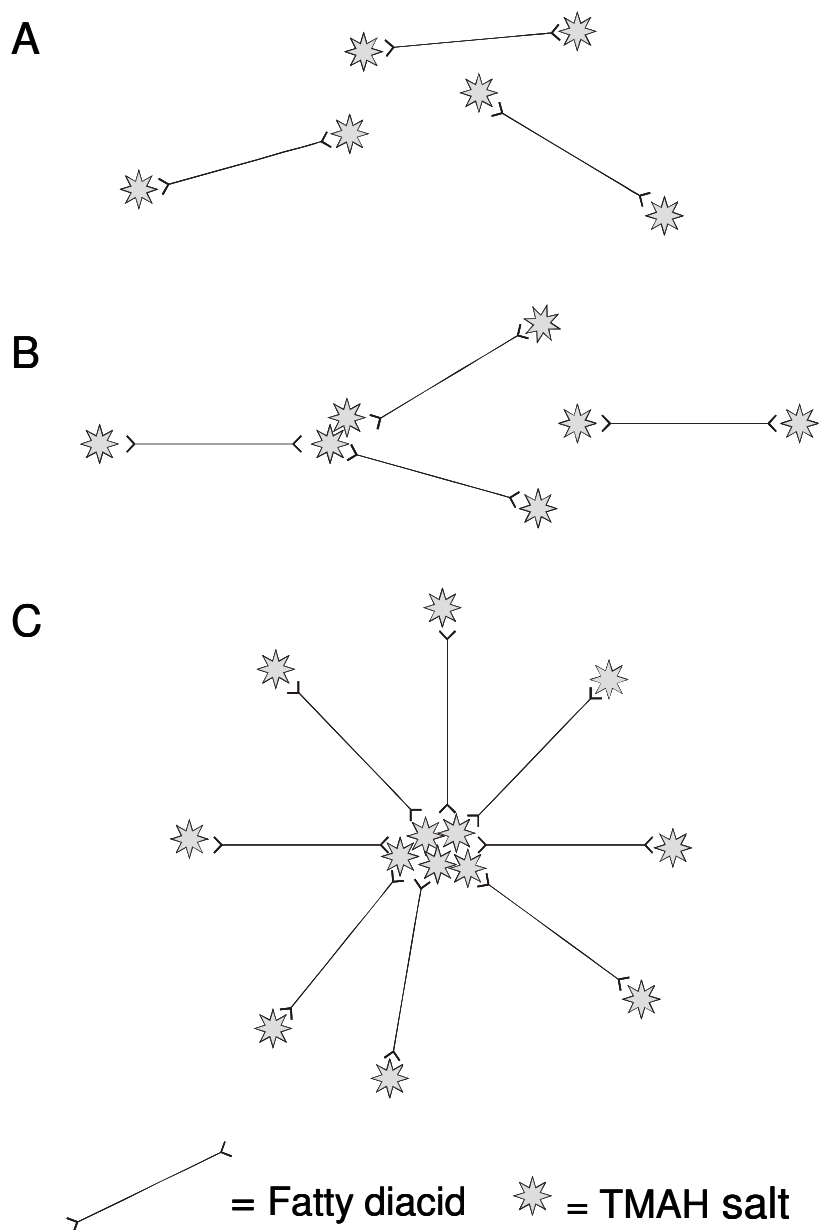 A
B
C
= Fatty diacid = TMAH salt